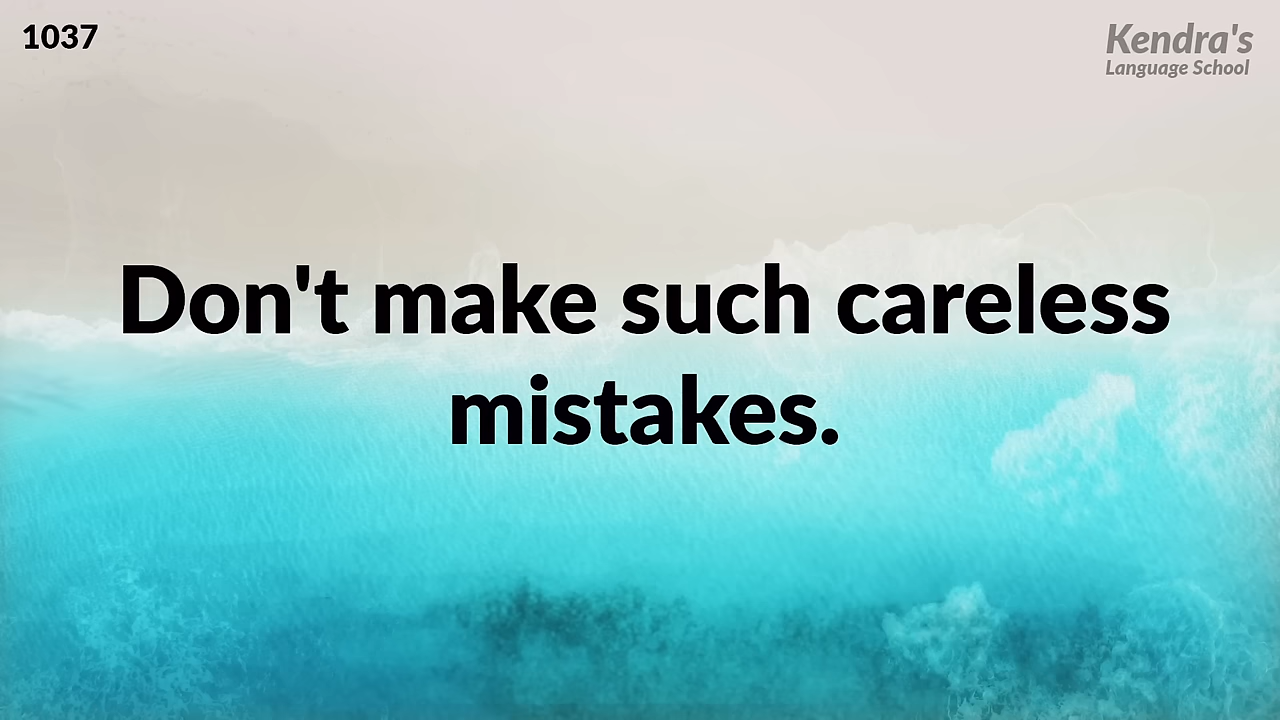 1037
Kendra's
Language School
Don't make such careless
mistakes.